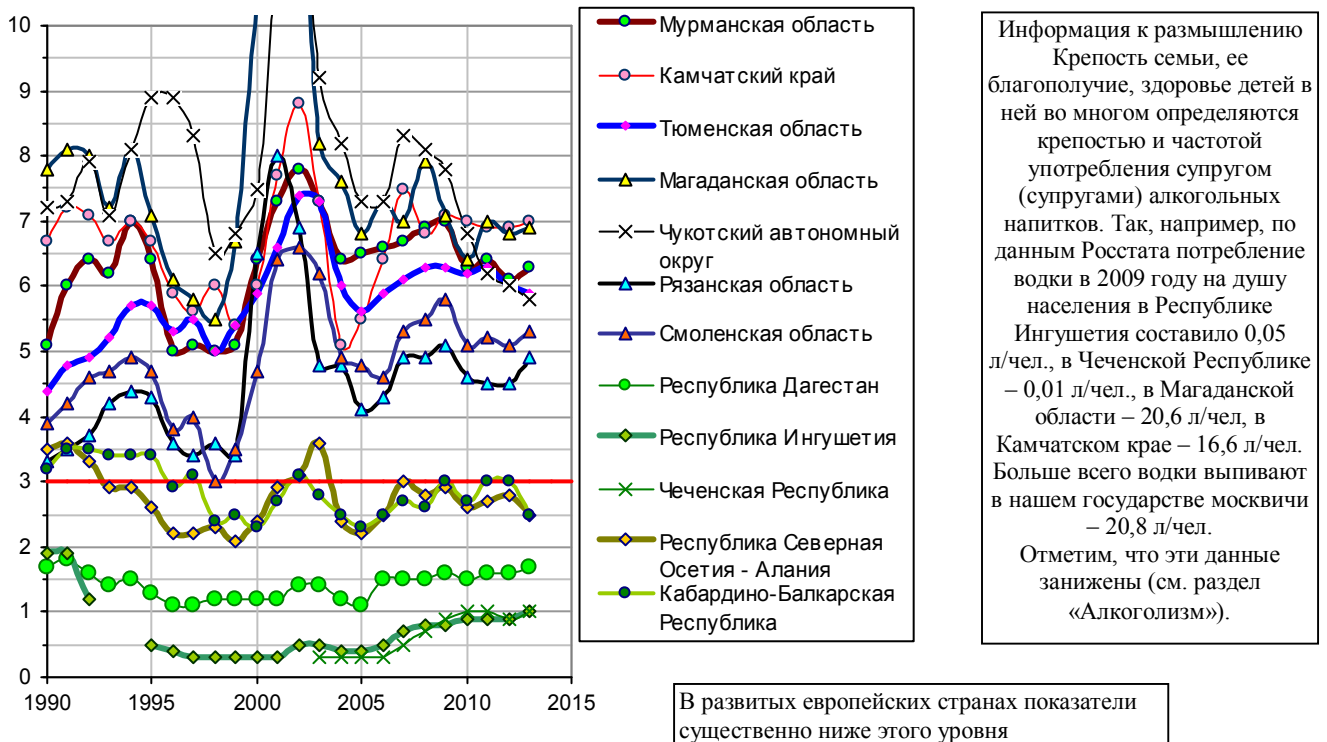 10
9
8
7
6
5
4
3
2
1
0
1990
1995
2000
2005
2010
2015
Мурманская область
Камчатский край
Тюменская область
Магаданская область
Чукотский автономный
округ
Рязанская область
Смоленская область
Республика Дагестан
Республика Ингушетия
Чеченская Республика
Республика Северная
Осетия - Алания
Кабардино-Балкарская
Республика
Информация к размышлению
Крепость семьи, ее
благополучие, здоровье детей в
ней во многом определяются
крепостью и частотой
употребления супругом
(супругами) алкогольных
напитков. Так, например, по
данным Росстата потребление
водки в 2009 году на душу
населения в Республике
Ингушетия составило 0,05
л/чел., в Чеченской Республике
– 0,01 л/чел., в Магаданской
области – 20,6 л/чел, в
Камчатском крае – 16,6 л/чел.
Больше всего водки выпивают
в нашем государстве москвичи
– 20,8 л/чел.
Отметим, что эти данные
занижены (см. раздел
«Алкоголизм»).
В развитых европейских странах показатели
существенно ниже этого уровня